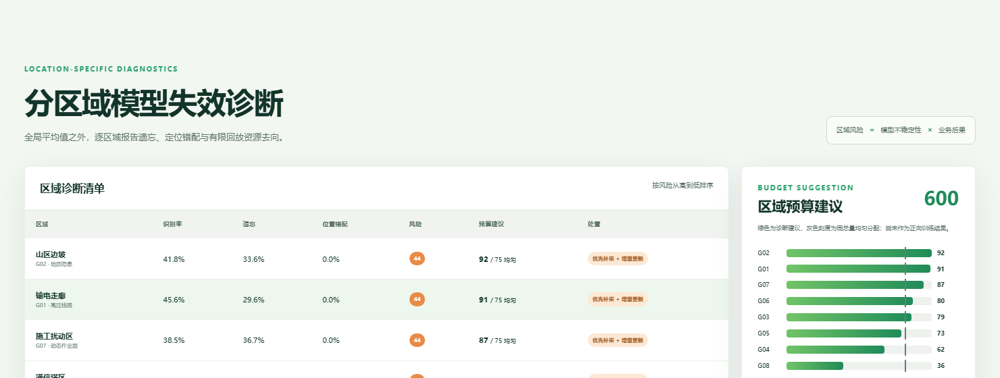 LOCATION-SPECIFIC DIAGNOSTICS
分区域模型失效诊断
全局平均值之外，逐区域报告遗忘、定位错配与有限回放资源去向。
区域风险 = 模型不稳定性 × 业务后果
区域诊断清单
按风险从高到低排序
区域 识别率 遗忘 位置错配 风险 预算建议 处置
山区边坡
G02 · 地质隐患
41.8% 33.6% 0.0% 44 92 / 75 均匀 优先补采 + 增量更新
输电走廊
G01 · 高压线路
45.6% 29.6% 0.0% 44 91 / 75 均匀 优先补采 + 增量更新
施工扰动区
G07 · 动态作业面
38.5% 36.7% 0.0% 44 87 / 75 均匀 优先补采 + 增量更新
通信塔区
BUDGET SUGGESTION
区域预算建议
600
绿色为诊断建议，灰色刻度为同总量均匀分配；尚未作为正向训练结果。
G02 92
G01 91
G07 87
G06 80
G03 79
G05 73
G04 62
G08 36